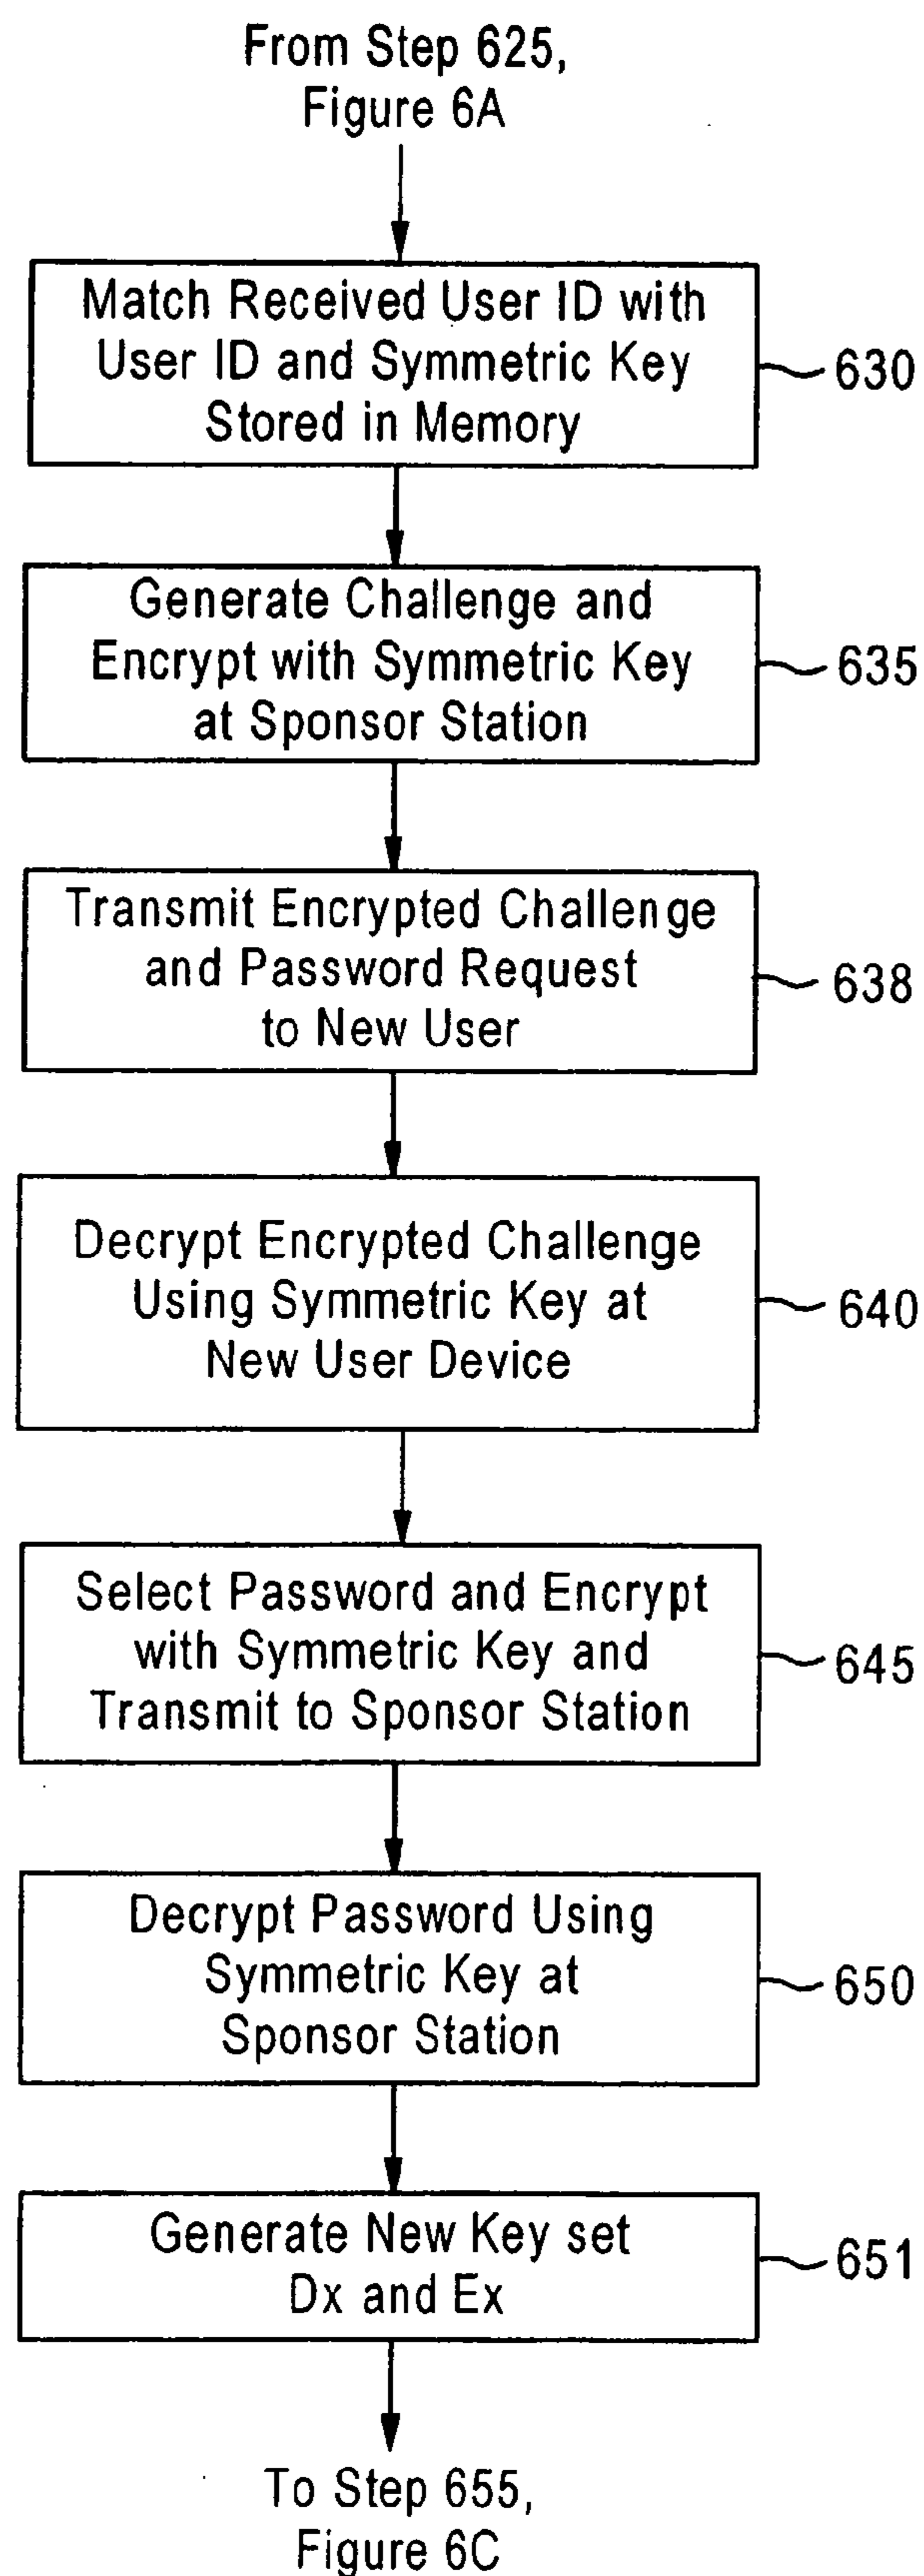 From Step 625,
Figure 6A
Match Received User ID with
User ID and Symmetric Key
Stored in Memory
630
Generate Challenge and
Encrypt with Symmetric Key
at Sponsor Station
635
Transmit Encrypted Challenge
and Password Request
to New User
638
Decrypt Encrypted Challenge
Using Symmetric Key at
New User Device
640
Select Password and Encrypt
with Symmetric Key and
Transmit to Sponsor Station
645
Decrypt Password Using
Symmetric Key at
Sponsor Station
650
Generate New Key set
Dx and Ex
651
To Step 655,
Figure 6C